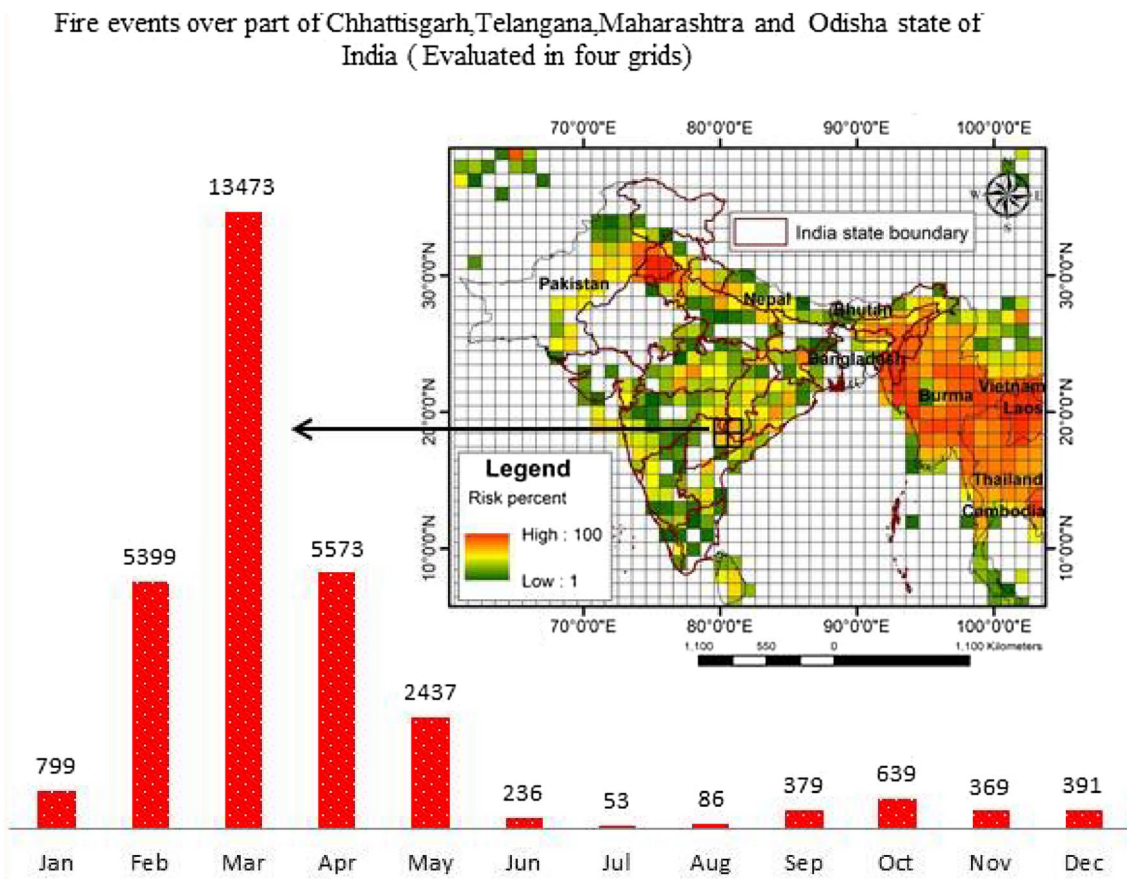 Fire events over part of Chhattisgarh,Telangana,Maharashtra and Odisha state of
India ( Evaluated in four grids)
70°0'0"E 80°0'0"E 90°0'0"E 100°0'0"E
N
W E
S
India state boundary
30°0'0"N 30°0'0"N
Pakistan
Nepal
Bhutan
Bangladesh
Burma
Vietnam
Laos
20°0'0"N 20°0'0"N
Thailand
Cambodia
Legend
Risk percent
High : 100
Low : 1
10°0'0"N 10°0'0"N
70°0'0"E 80°0'0"E 90°0'0"E 100°0'0"E
1,100 550 0 1,100 Kilometers
799 5399 13473 5573 2437 236 53 86 379 639 369 391
Jan Feb Mar Apr May Jun Jul Aug Sep Oct Nov Dec